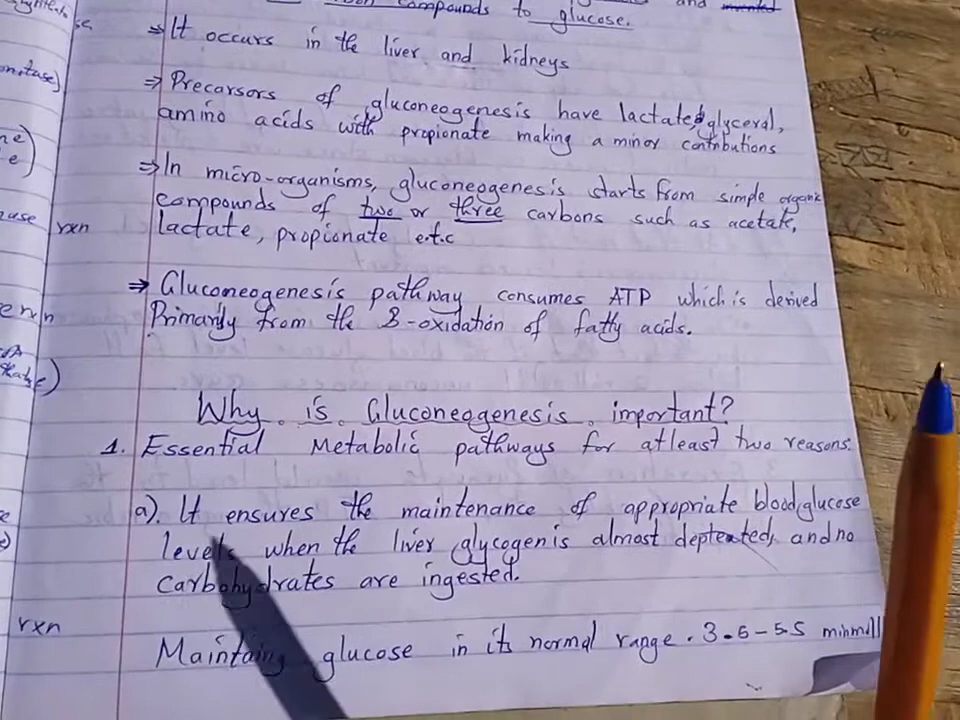 compounds to glucose.
⇒ It occurs in the liver and kidneys
⇒ Precarsors of gluconeogenesis have lactate, glycerol,
amino acids with propionate making a minor contributions
⇒ In micro-organisms, gluconeogenesis starts from simple organic
compounds of two or three carbons such as acetate,
rxn lactate, propionate e.t.c
⇒ Gluconeogenesis pathway consumes ATP which is derived
Primarily from the B-oxidation of fatty acids.
Why is Gluconeogenesis important?
1. Essential Metabolic pathways for atleast two reasons:
a). It ensures the maintenance of appropriate blood glucose
levels when the liver glycogen is almost depteated, and no
carbohydrates are ingested.
rxn
Maintaing glucose in its normal range. 3.5-5.5